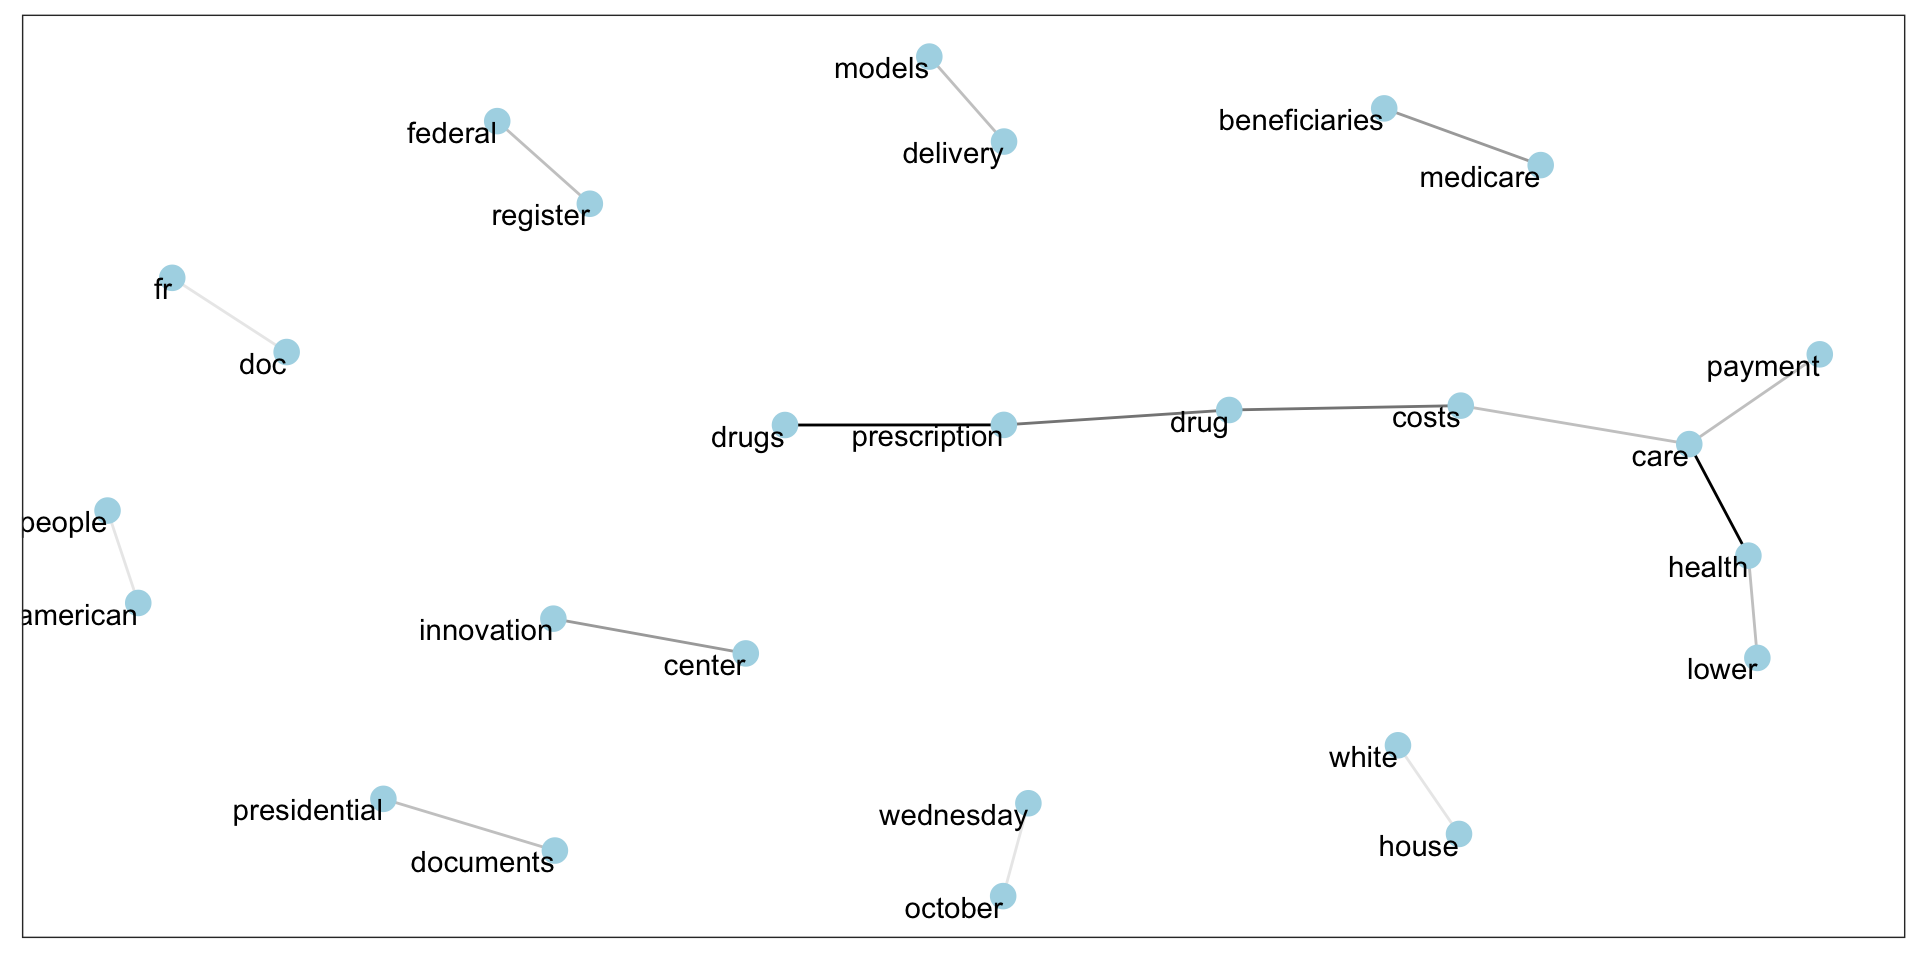 models
beneficiaries
federal
delivery
medicare
register
fr
doc
payment
drugs
prescription
drug
costs
care
people
american
health
innovation
center
lower
white
presidential
wednesday
house
documents
october